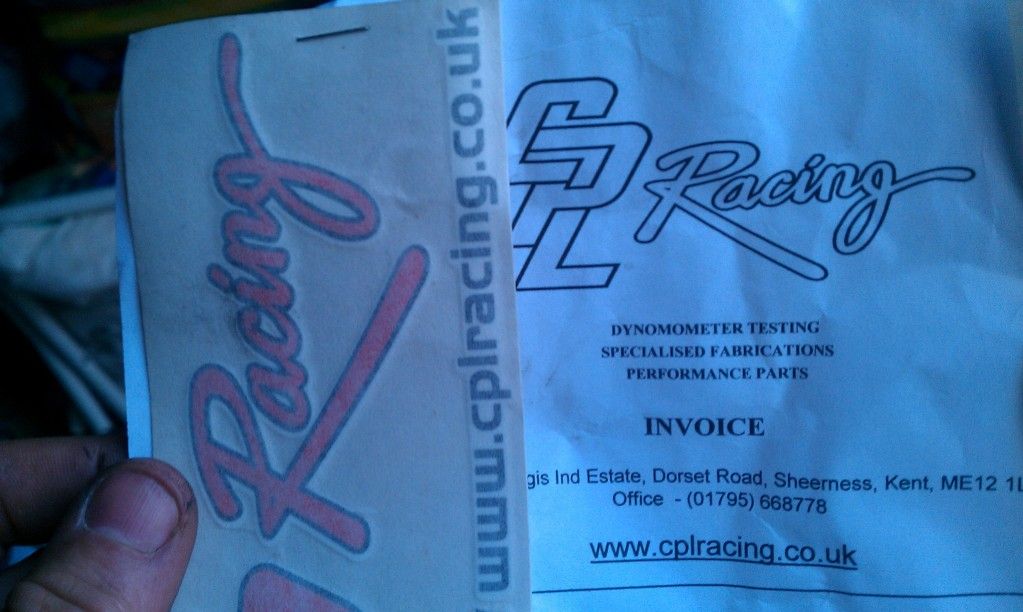 Racing
www.cplracing.co.uk
CPL Racing
DYNOMOMETER TESTING
SPECIALISED FABRICATIONS
PERFORMANCE PARTS
INVOICE
Ind Estate, Dorset Road, Sheerness, Kent, ME12
Office - (01795) 668778
www.cplracing.co.uk